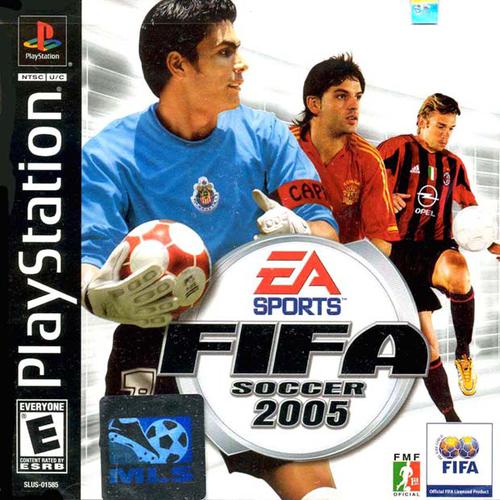 PlayStation
NTSC U/C
PlayStation
CAP
OPEL
EA
SPORTS™
FIFA
SOCCER
2005
EVERYONE
E
CONTENT RATED BY
ESRB
SLUS-01585
MLS
FMF
OFICIAL
FIFA
Official FIFA Licensed Product